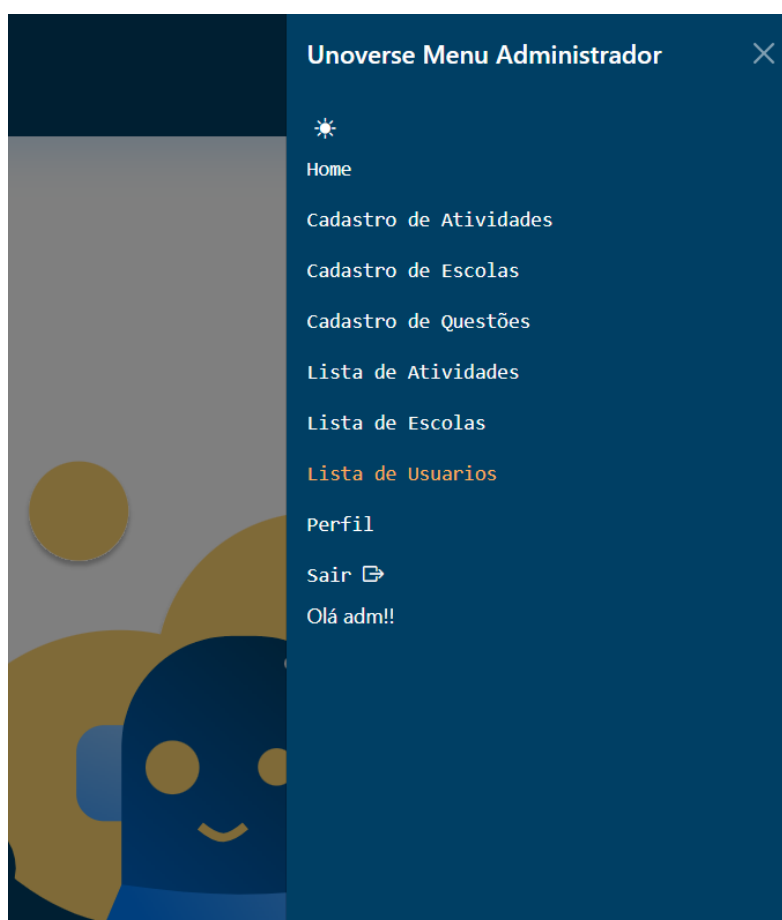 Unoverse Menu Administrador
Home
Cadastro de Atividades
Cadastro de Escolas
Cadastro de Questões
Lista de Atividades
Lista de Escolas
Lista de Usuarios
Perfil
Sair
Olá adm!!